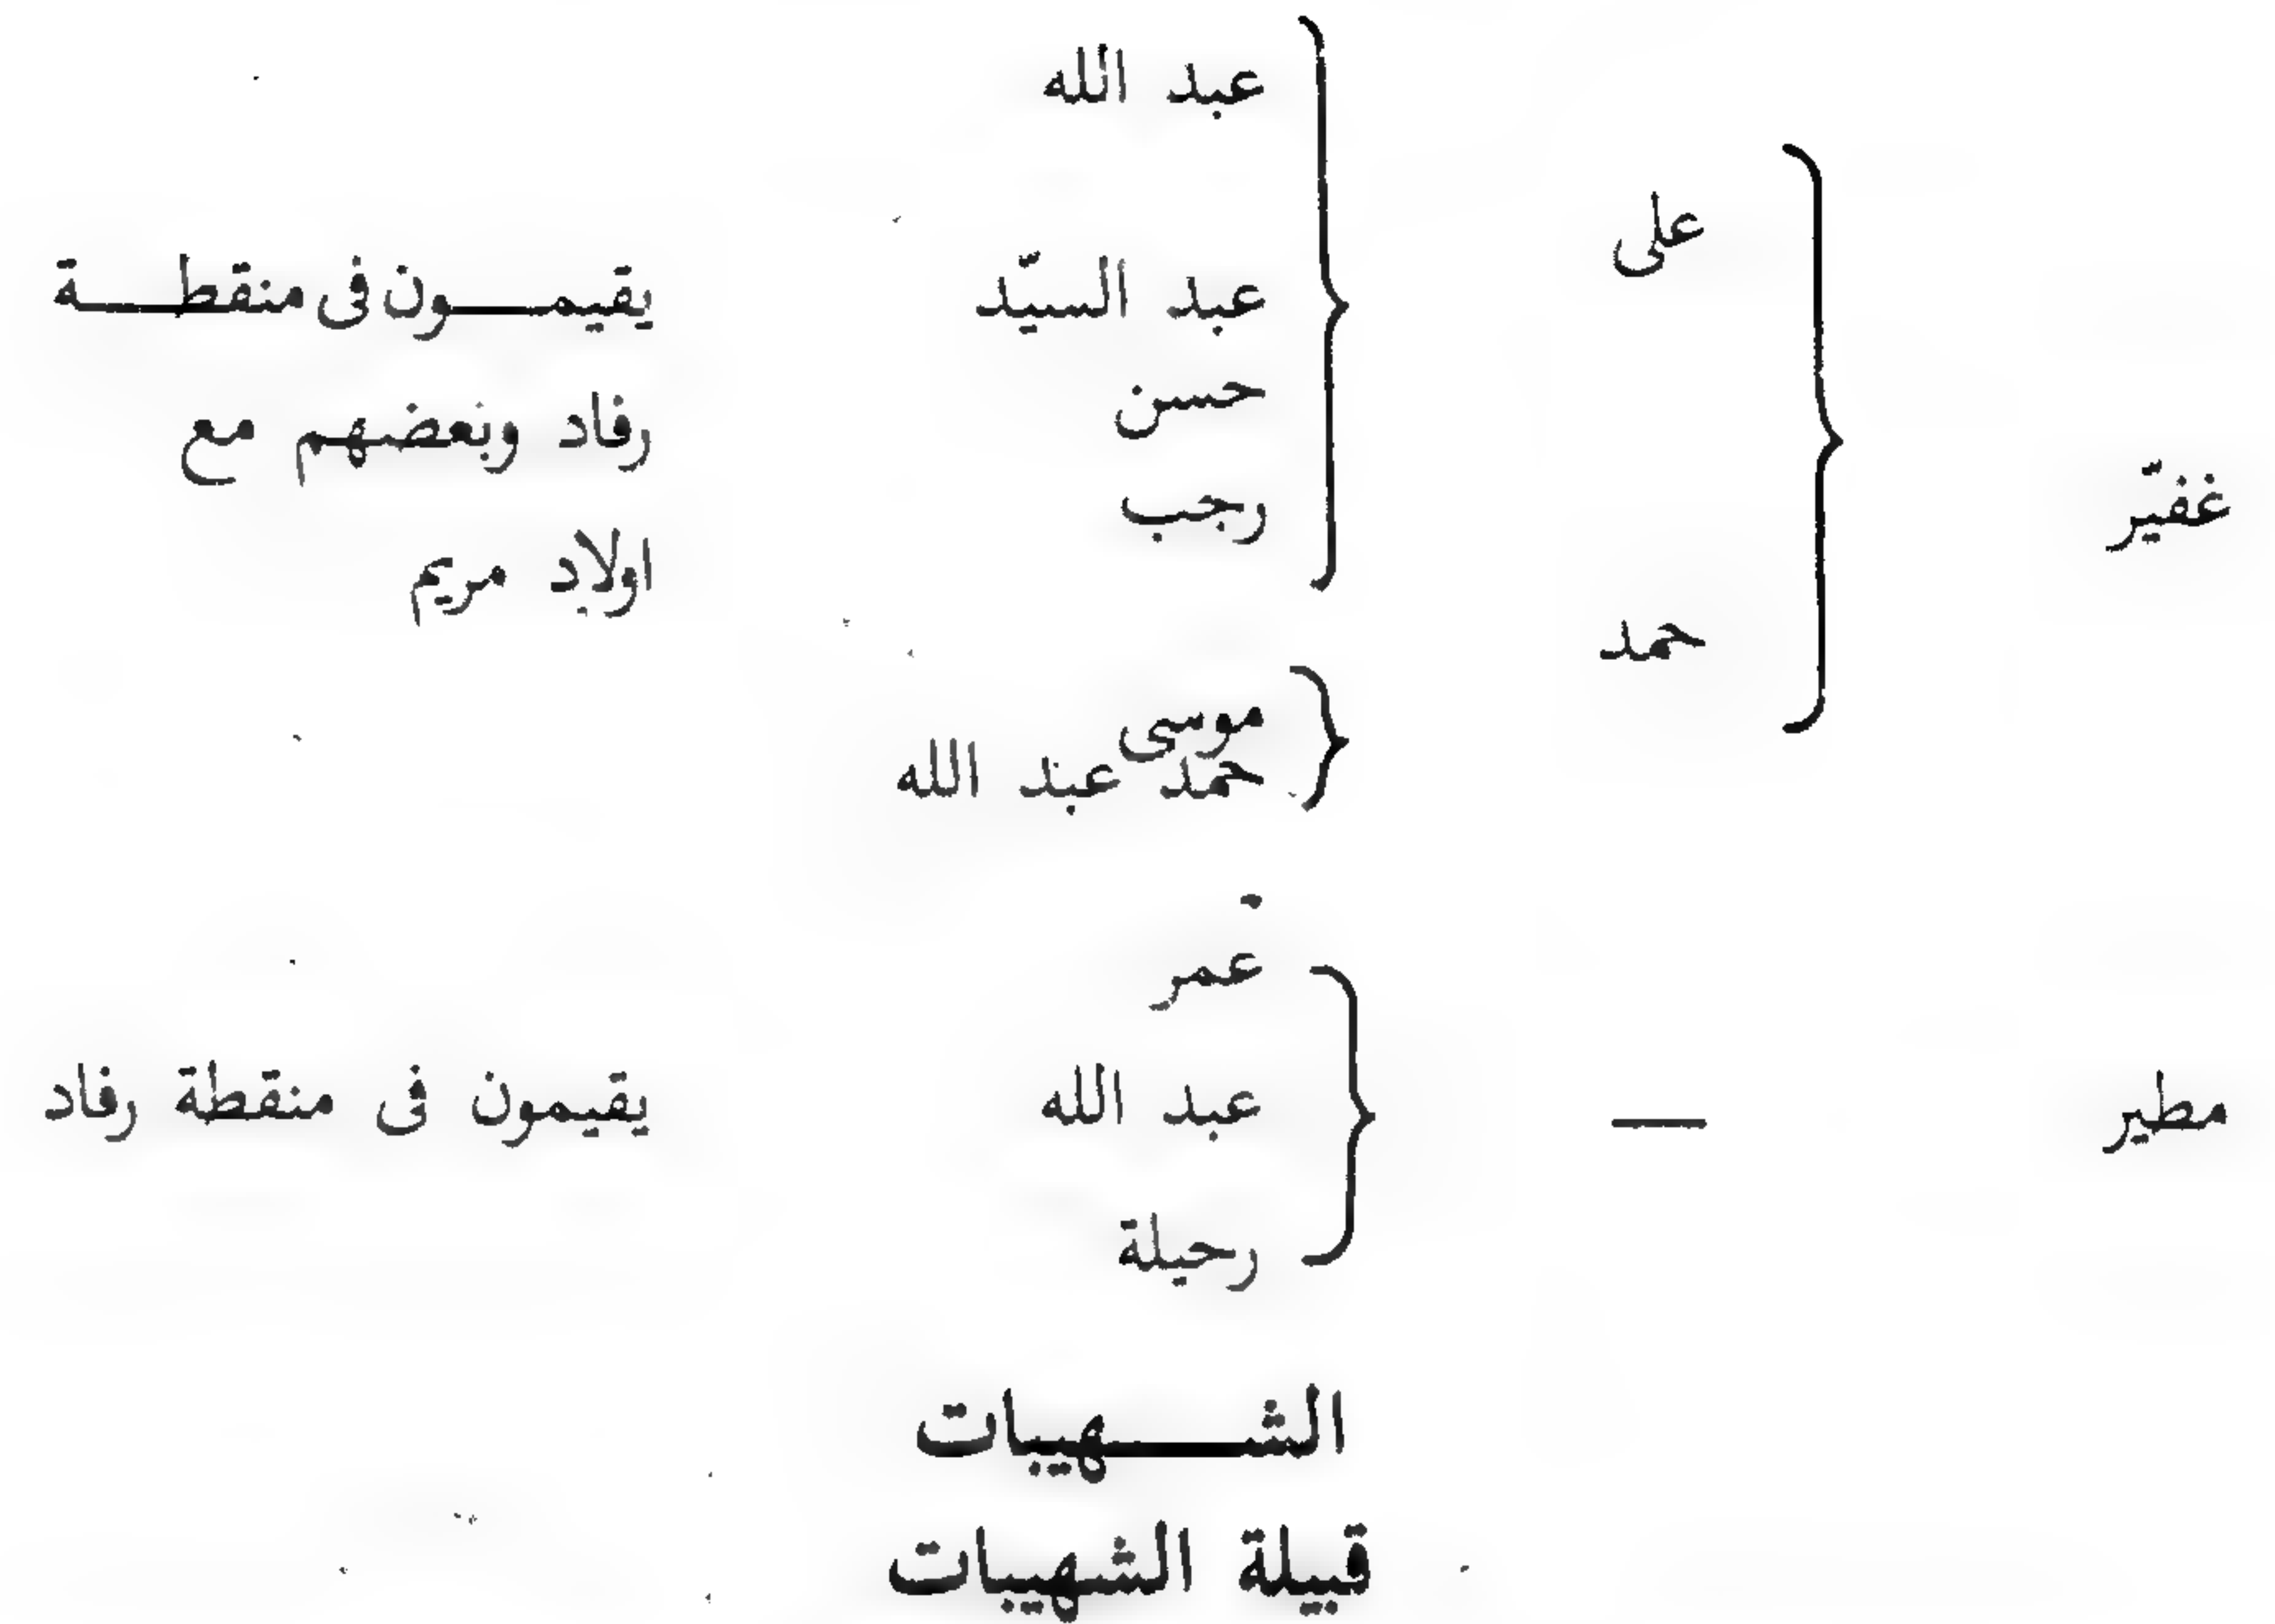 عبد الله
على
يقيمون فى منقطة
عبد السيّد
حسن
رفاد وبعضهم مع
رجب
غفيّر
اولاد مريم
حمد
موسى
حمد عبد الله
عمر
مطير — عبد الله يقيمون فى منقطة رفاد
رحيلة
الشهيبات
قبيلة الشهيبات